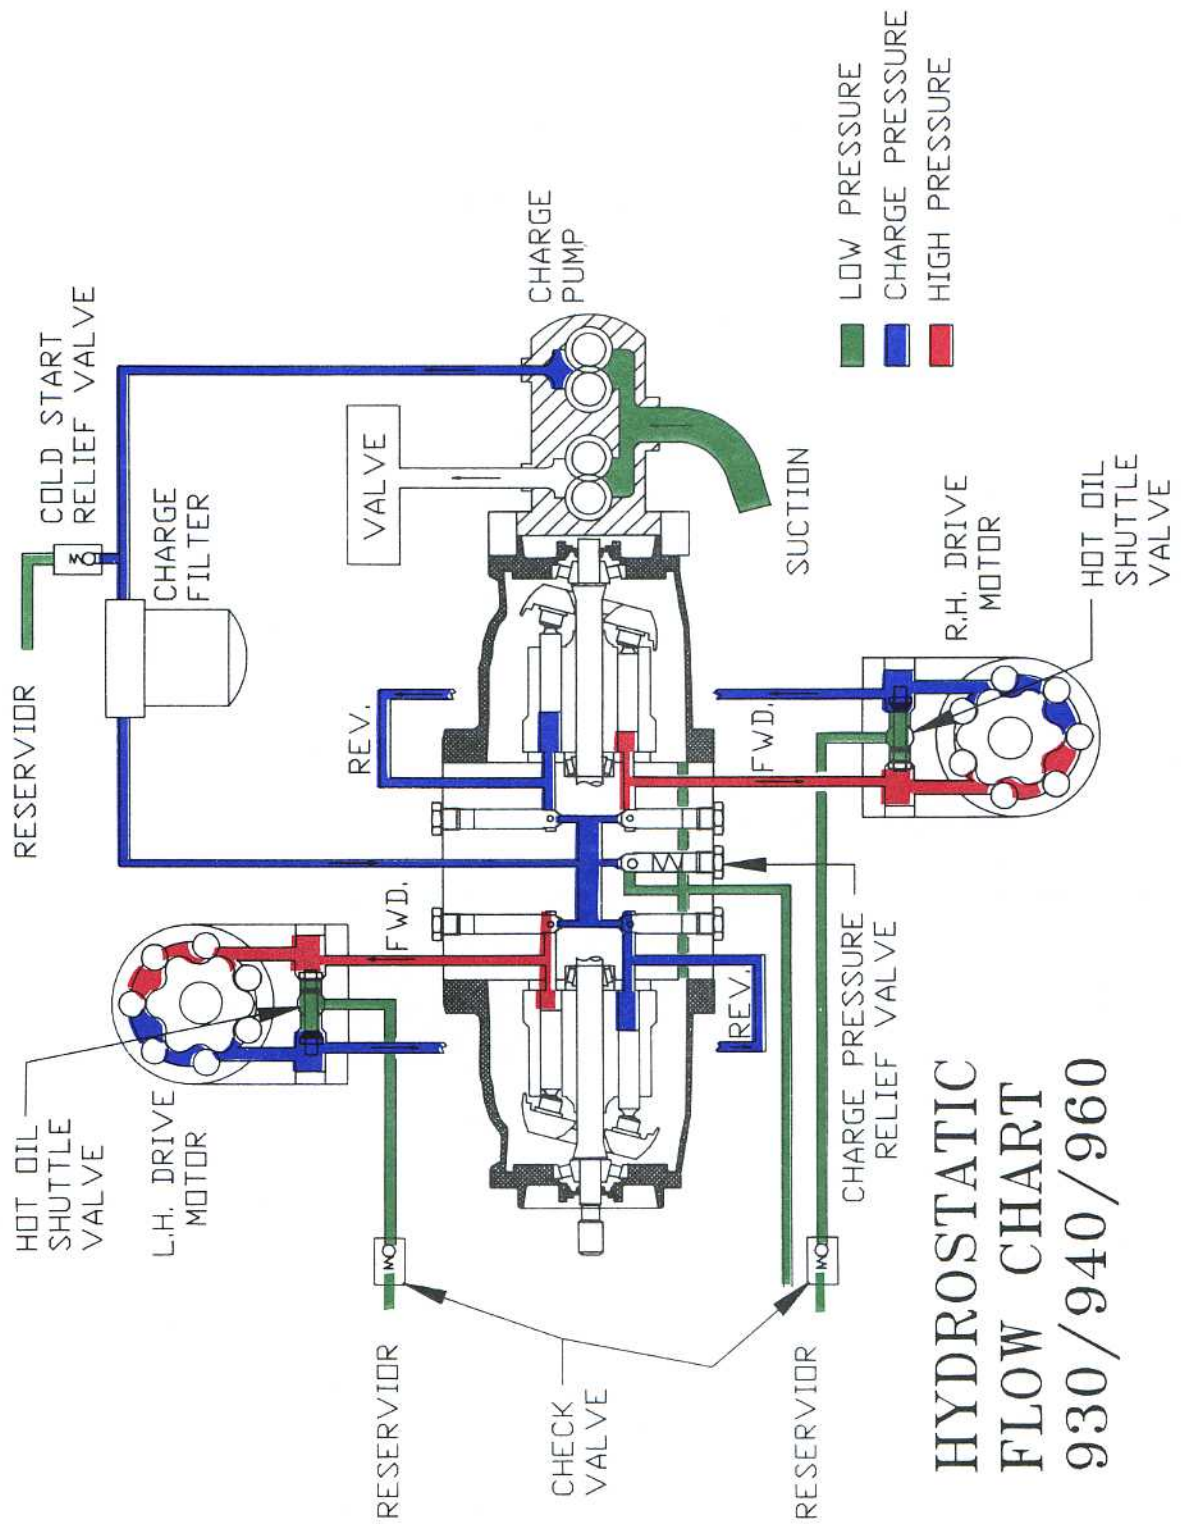 RESERVIOR
COLD START
RELIEF VALVE
CHARGE
FILTER
HOT OIL
SHUTTLE
VALVE
L.H. DRIVE
MOTOR
REV.
FWD.
VALVE
CHARGE
PUMP
SUCTION
RESERVIOR
CHECK
VALVE
RESERVIOR
REV.
FWD.
CHARGE PRESSURE
RELIEF VALVE
R.H. DRIVE
MOTOR
HOT OIL
SHUTTLE
VALVE
LOW PRESSURE
CHARGE PRESSURE
HIGH PRESSURE
HYDROSTATIC
FLOW CHART
930/940/960